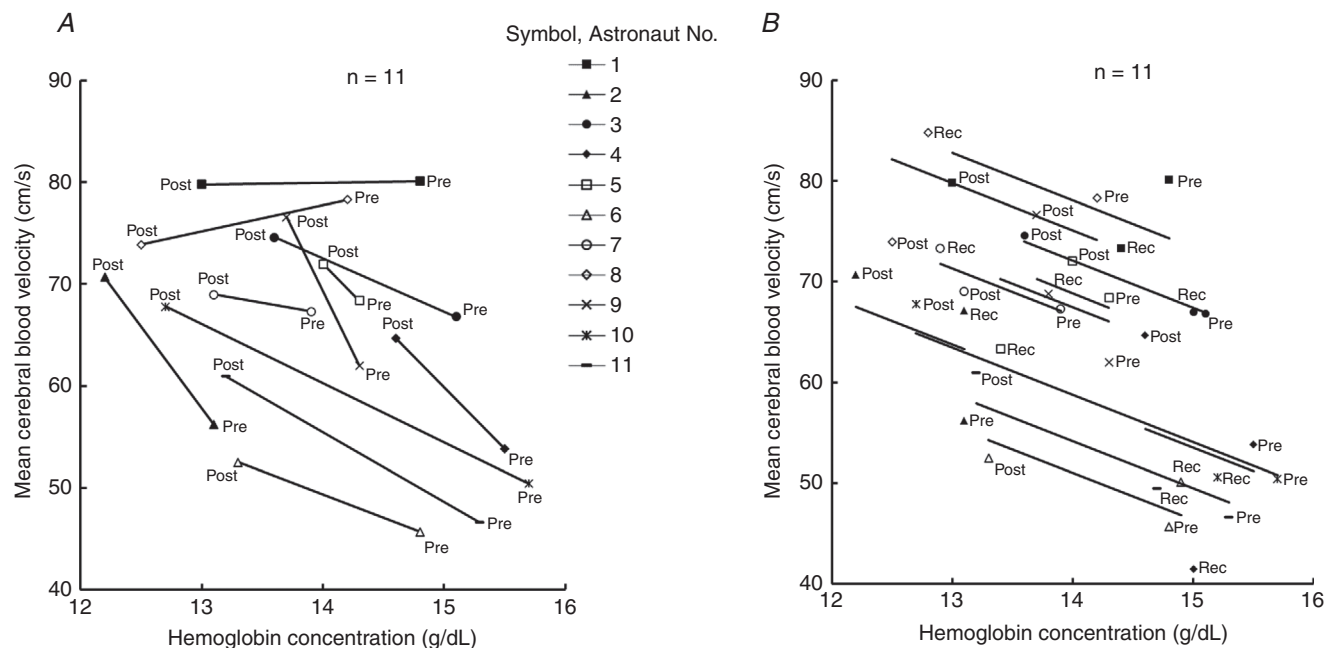 A
n = 11
Mean cerebral blood velocity (cm/s)
90
80
70
60
50
40
12
13
14
15
16
Hemoglobin concentration (g/dL)
Post
Pre
Post
Pre
Post
Post
Post
Pre
Post
Pre
Post
Pre
Post
Pre
Post
Post
Pre
Pre
Post
Pre
Pre
Pre
Symbol, Astronaut No.
1
2
3
4
5
6
7
8
9
10
11
B
n = 11
Mean cerebral blood velocity (cm/s)
90
80
70
60
50
40
12
13
14
15
16
Hemoglobin concentration (g/dL)
Rec
Post
Pre
Pre
Post
Post
Rec
Post
Post
Rec
Post
Rec
Rec
Post
Post
Rec
Pre
Pre
Rec
Pre
Post
Rec
Post
Pre
Pre
Pre
Post
Rec
Rec
Pre
Rec
Pre
Pre
Rec